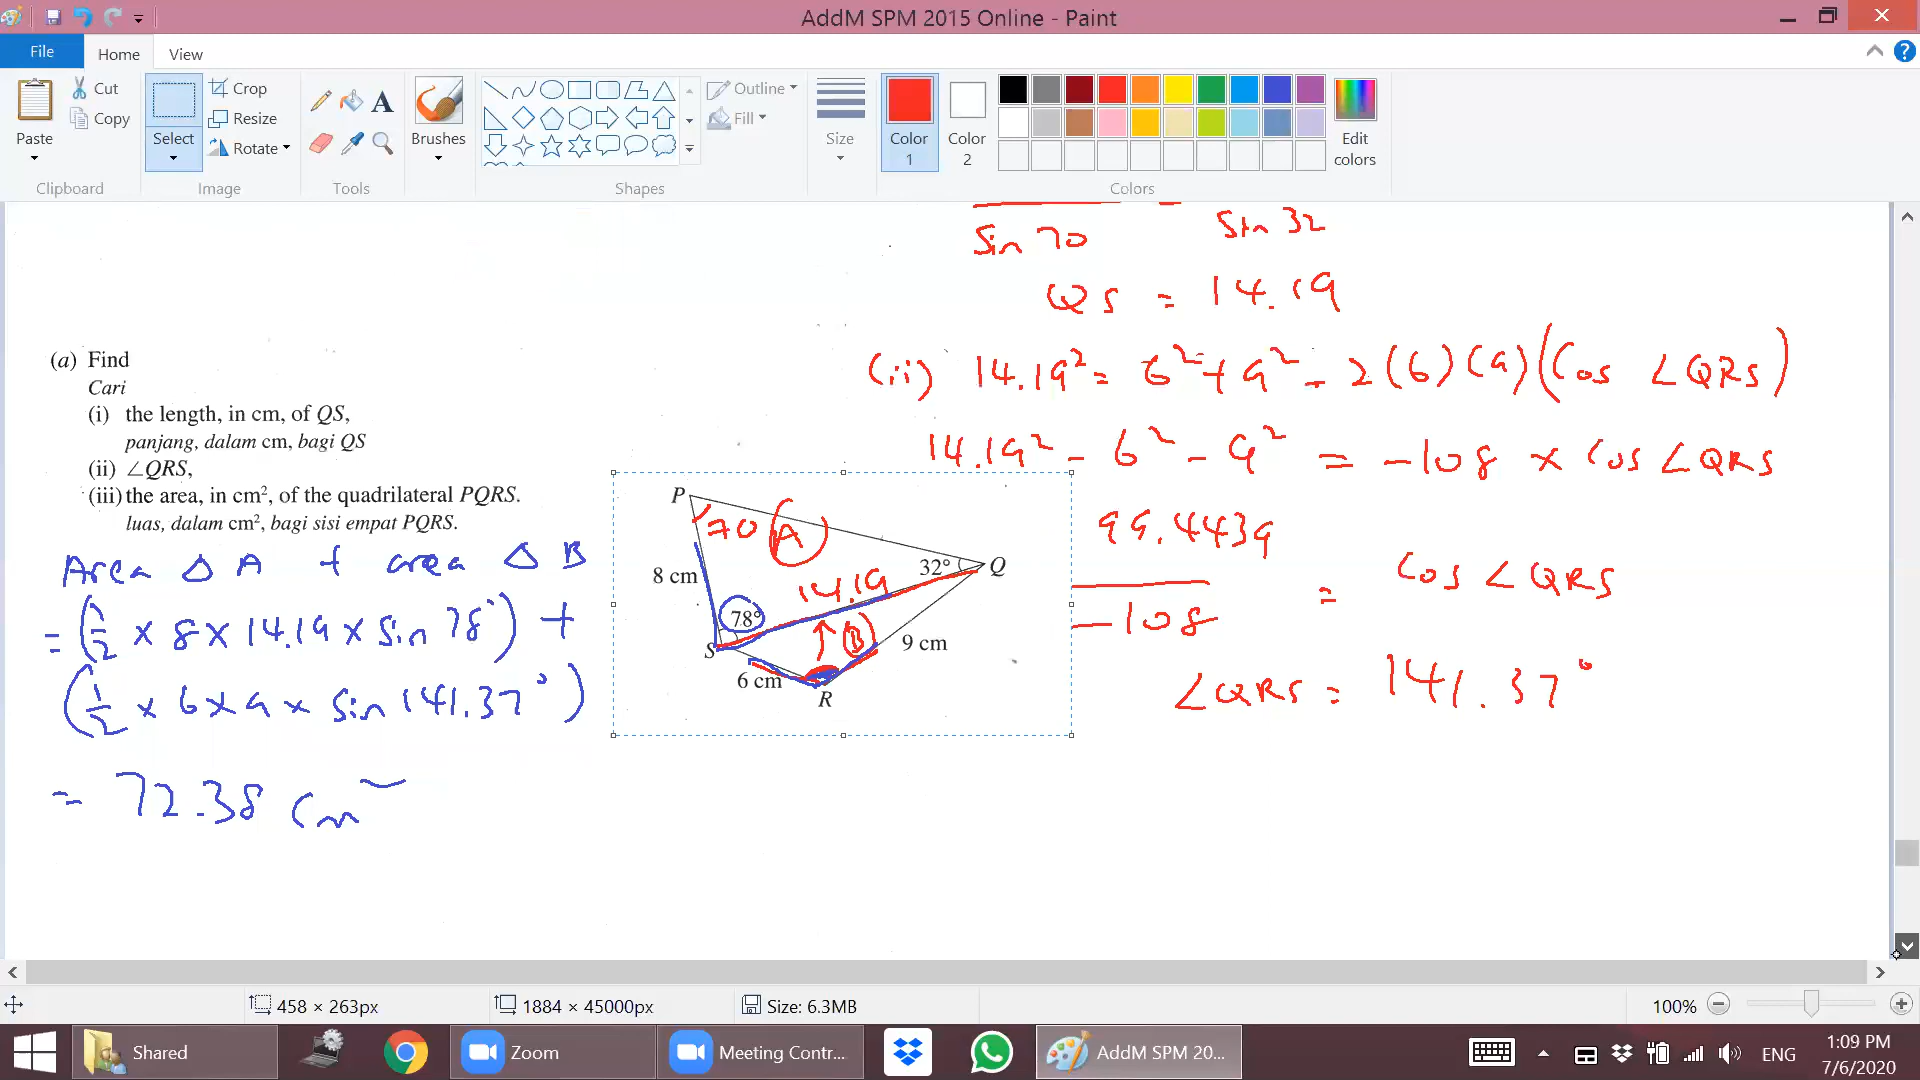 AddM SPM 2015 Online - Paint
File Home View
Paste
Cut
Copy
Clipboard
Select
Crop
Resize
Rotate
Image
A
Tools
Brushes
Outline
Fill
Shapes
Size
Color 1
Color 2
Edit colors
Colors
sin 70 sin 32
QS = 14.19
(ii) 14.19² = 6² + 9² - 2(6)(9)(cos ∠QRS)
14.19² - 6² - 9² = -108 × cos ∠QRS
99.4439
-108
= cos ∠QRS
∠QRS = 141.37°
(a) Find
Cari
(i) the length, in cm, of QS,
panjang, dalam cm, bagi QS
(ii) ∠QRS,
(iii) the area, in cm², of the quadrilateral PQRS.
luas, dalam cm², bagi sisi empat PQRS.
Area Δ A + area Δ B
= (1/2 × 8 × 14.19 × sin 78°) +
(1/2 × 6 × 9 × sin 141.37°)
= 72.38 cm²
P
70 A
8 cm
32° Q
14.19
78°
B
S
9 cm
6 cm
R
458 × 263px
1884 × 45000px
Size: 6.3MB
100%
Shared
Zoom
Meeting Contr...
AddM SPM 20...
ENG
1:09 PM
7/6/2020